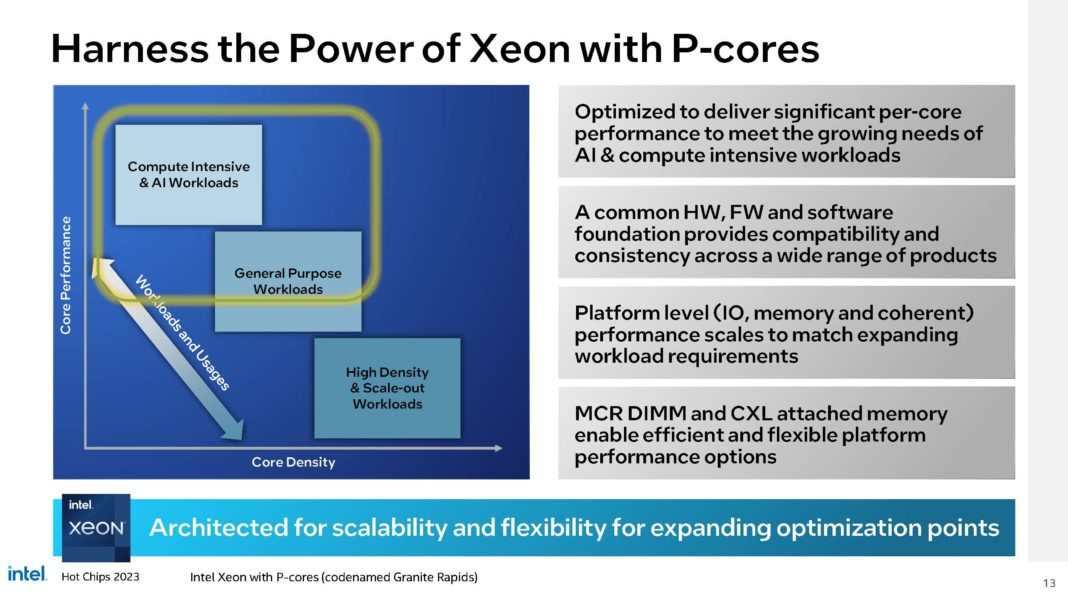 Harness the Power of Xeon with P-cores
Core Performance
Compute Intensive
& AI Workloads
General Purpose
Workloads
Workloads and Usages
High Density
& Scale-out
Workloads
Core Density
Optimized to deliver significant per-core
performance to meet the growing needs of
AI & compute intensive workloads
A common HW, FW and software
foundation provides compatibility and
consistency across a wide range of products
Platform level (IO, memory and coherent)
performance scales to match expanding
workload requirements
MCR DIMM and CXL attached memory
enable efficient and flexible platform
performance options
intel.
xeon
Architected for scalability and flexibility for expanding optimization points
intel.
Hot Chips 2023
Intel Xeon with P-cores (codenamed Granite Rapids)
13